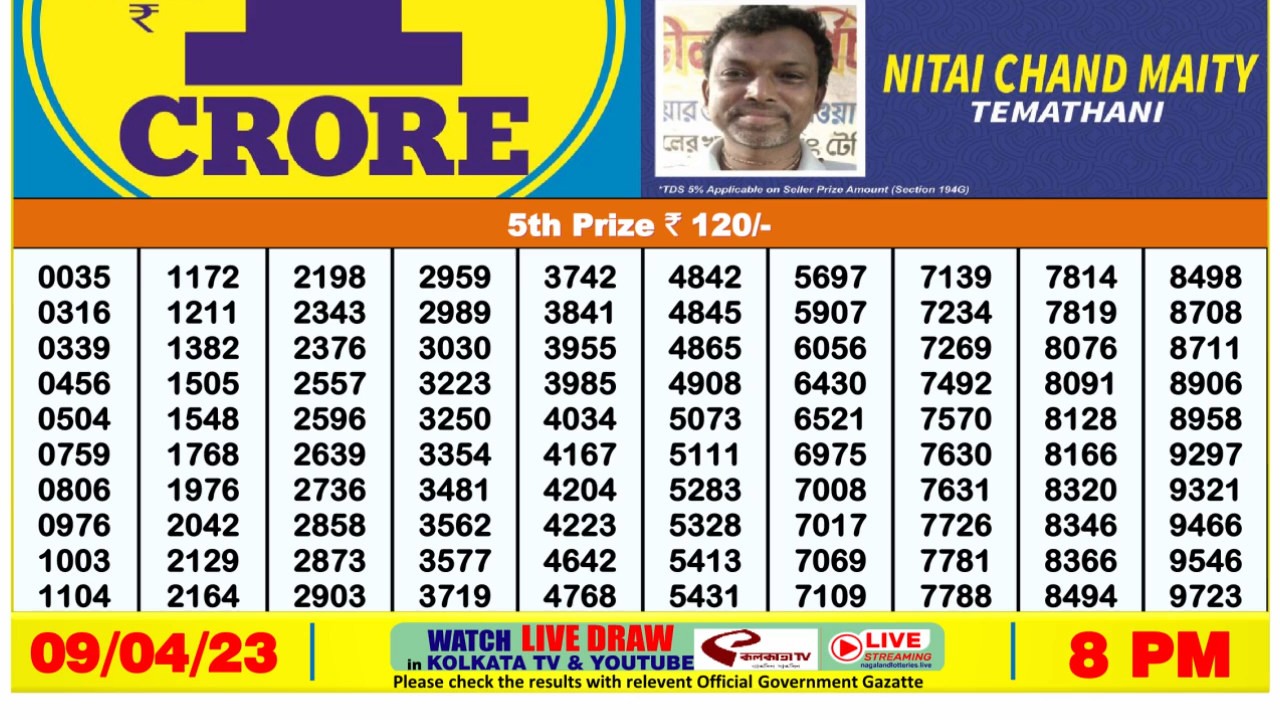 ₹ 1
CRORE
NITAI CHAND MAITY
TEMATHANI
*TDS 5% Applicable on Seller Prize Amount (Section 194G)
5th Prize ₹ 120/-
0035 1172 2198 2959 3742 4842 5697 7139 7814 8498
0316 1211 2343 2989 3841 4845 5907 7234 7819 8708
0339 1382 2376 3030 3955 4865 6056 7269 8076 8711
0456 1505 2557 3223 3985 4908 6430 7492 8091 8906
0504 1548 2596 3250 4034 5073 6521 7570 8128 8958
0759 1768 2639 3354 4167 5111 6975 7630 8166 9297
0806 1976 2736 3481 4204 5283 7008 7631 8320 9321
0976 2042 2858 3562 4223 5328 7017 7726 8346 9466
1003 2129 2873 3577 4642 5413 7069 7781 8366 9546
1104 2164 2903 3719 4768 5431 7109 7788 8494 9723
09/04/23
WATCH LIVE DRAW
in KOLKATA TV & YOUTUBE
কলকাতা TV
LIVE
STREAMING
nagalandlotteries.live
8 PM
Please check the results with relevent Official Government Gazatte